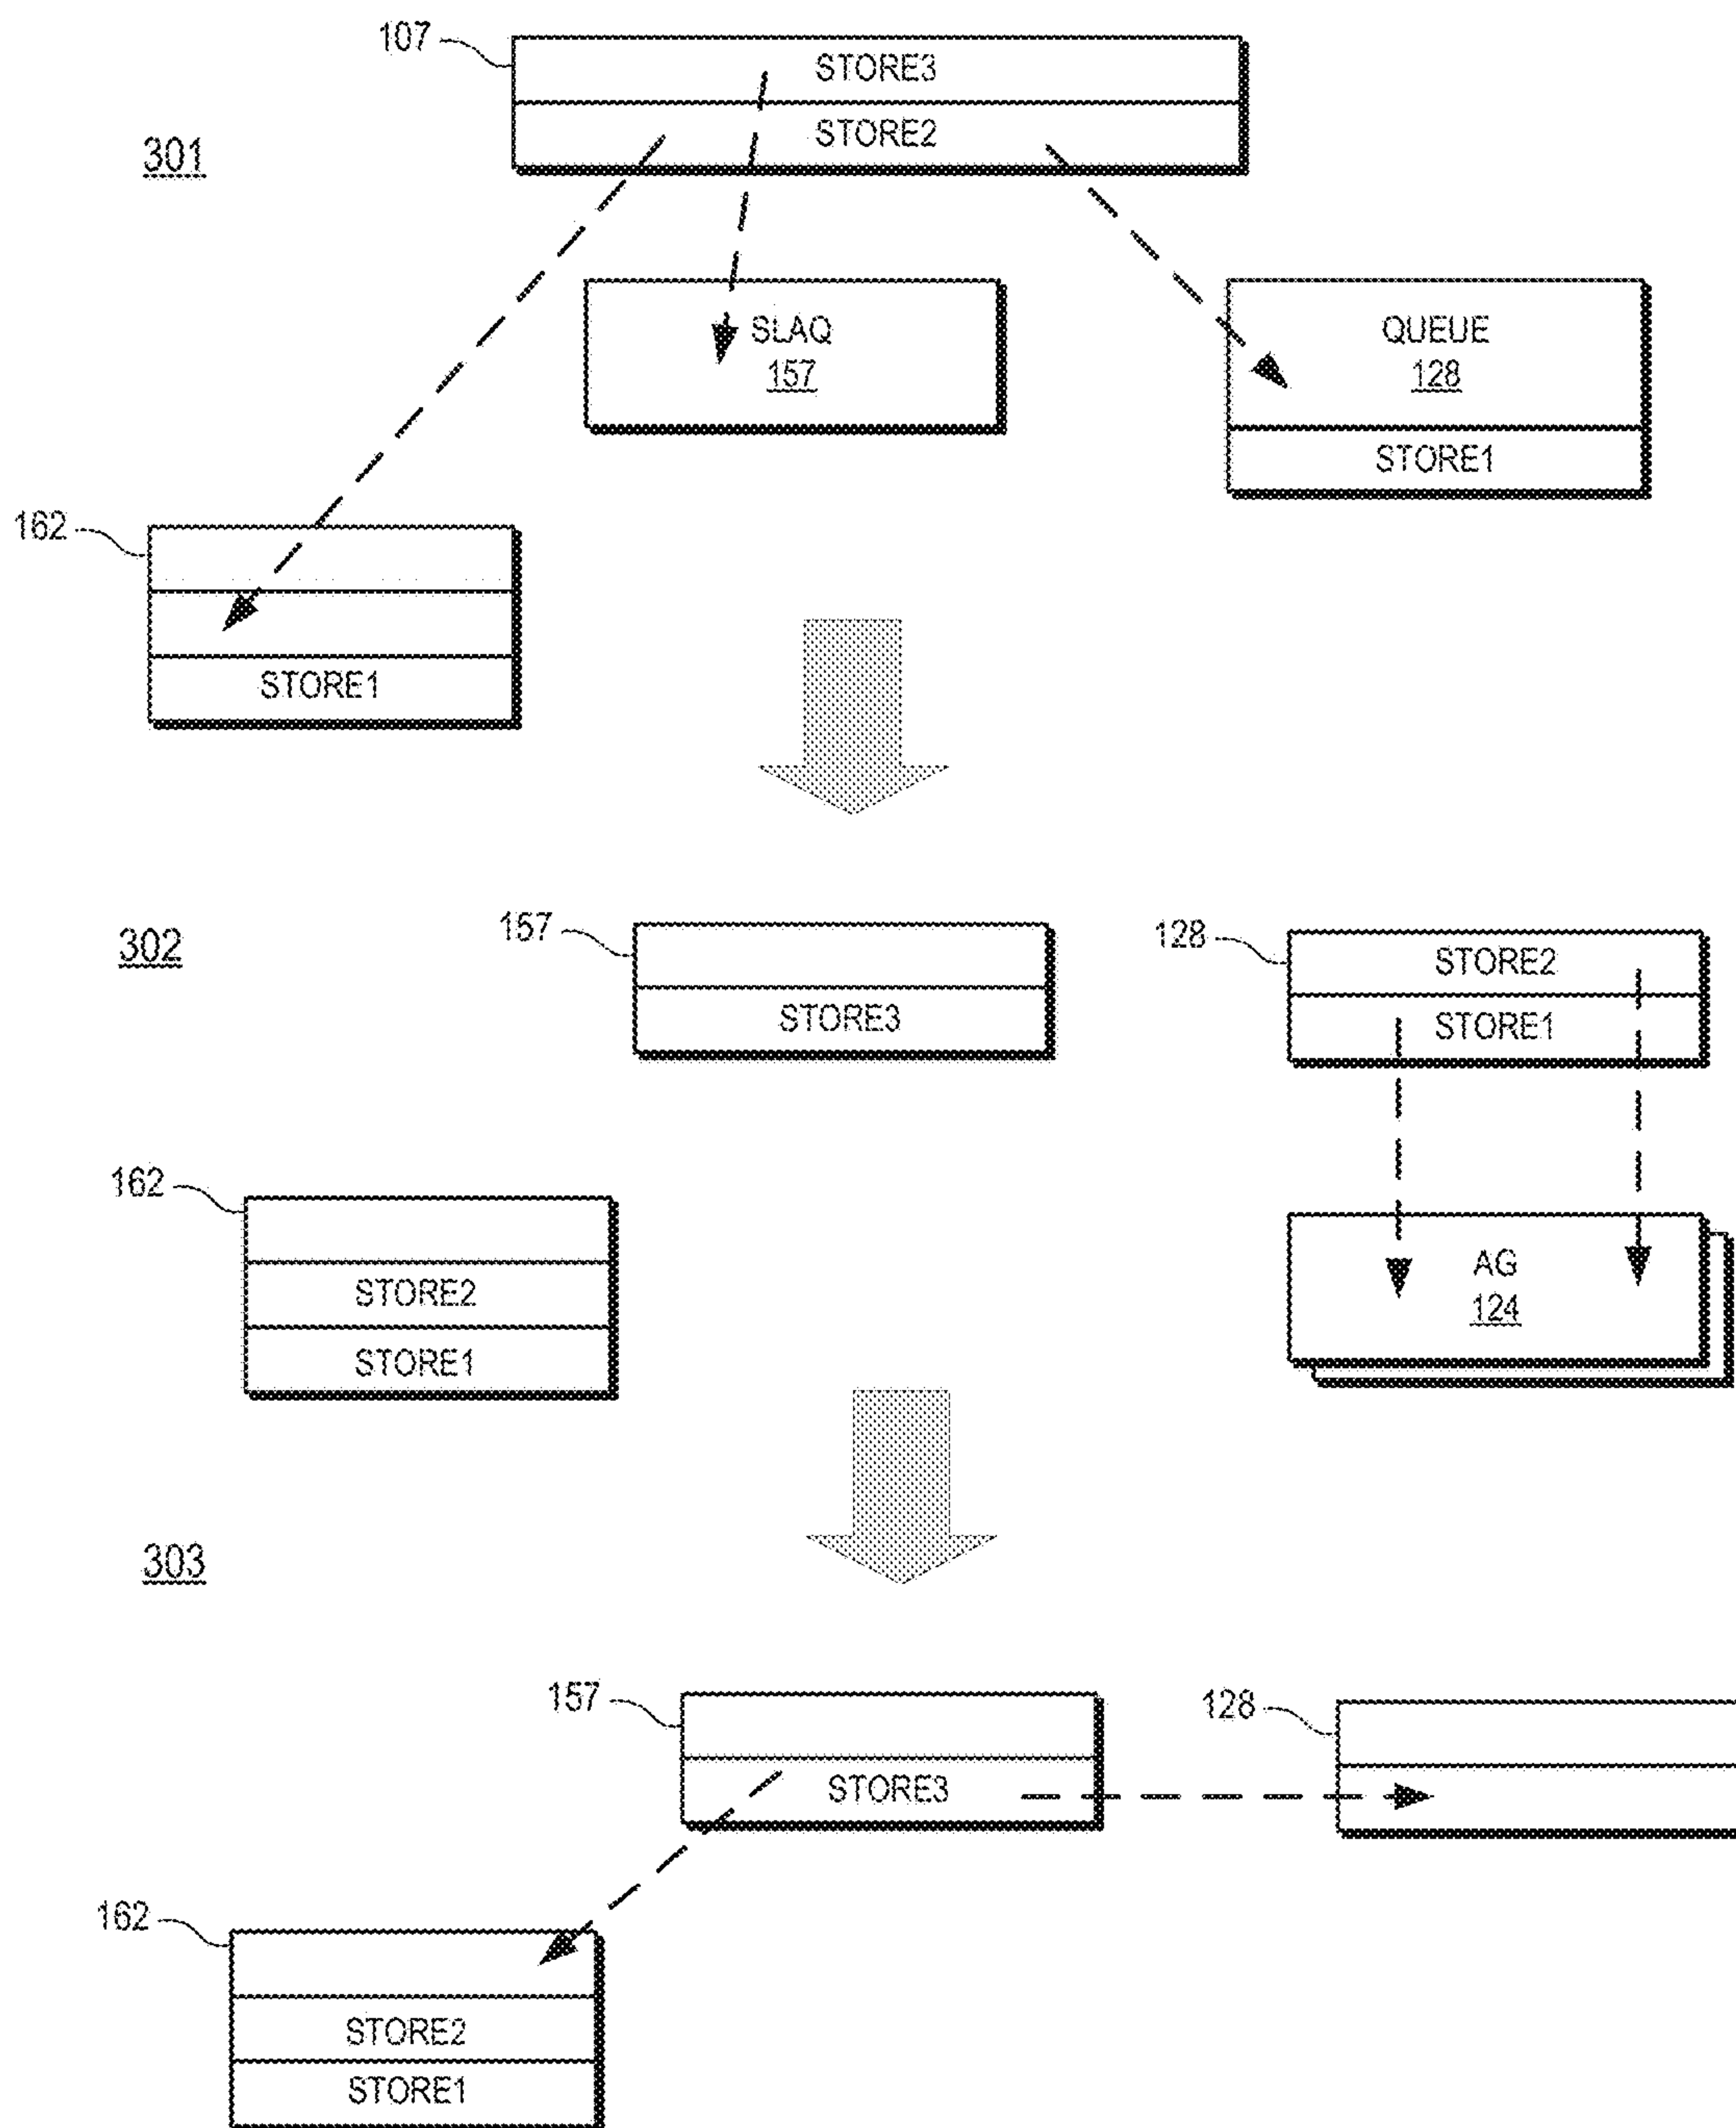 107
STORE3
STORE2
301
SLAQ
157
QUEUE
128
STORE1
162
STORE1
302
157
STORE3
128
STORE2
STORE1
162
STORE2
STORE1
AG
124
303
157
STORE3
128
162
STORE2
STORE1